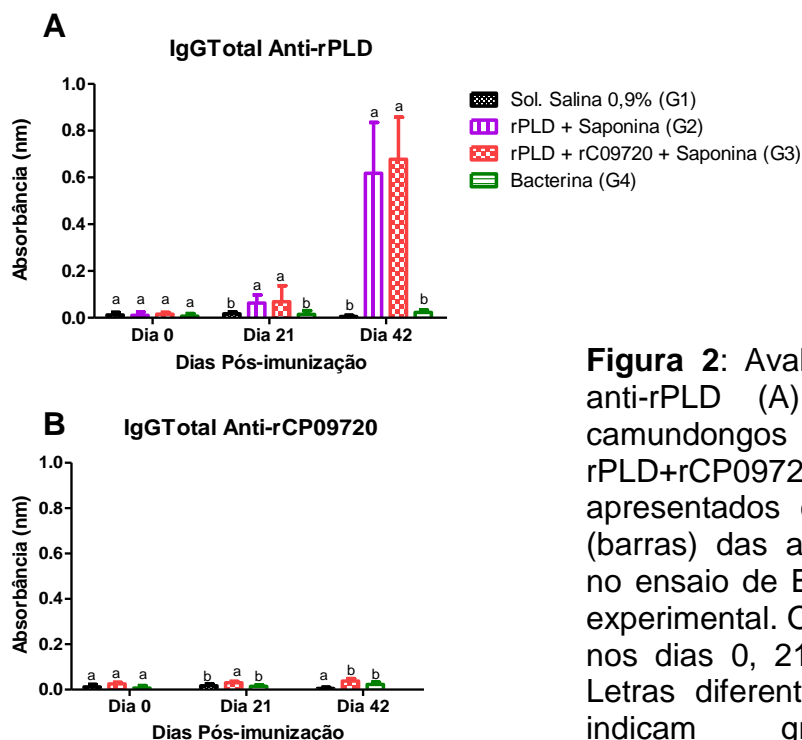 A
IgGTotal Anti-rPLD
Absorbância (nm)
1.0
0.8
0.6
0.4
0.2
0.0
a a a a b a a b b a a b
Dia 0 Dia 21 Dia 42
Dias Pós-imunização
Sol. Salina 0,9% (G1)
rPLD + Saponina (G2)
rPLD + rC09720 + Saponina (G3)
Bacterina (G4)
B
IgGTotal Anti-rCP09720
Absorbância (nm)
1.0
0.8
0.6
0.4
0.2
0.0
a a a b a b a b b
Dia 0 Dia 21 Dia 42
Dias Pós-imunização
Figura 2: Aval
anti-rPLD (A)
camundongos
rPLD+rCP0972
apresentados
(barras) das a
no ensaio de E
experimental. C
nos dias 0, 21
Letras diferent
indicam